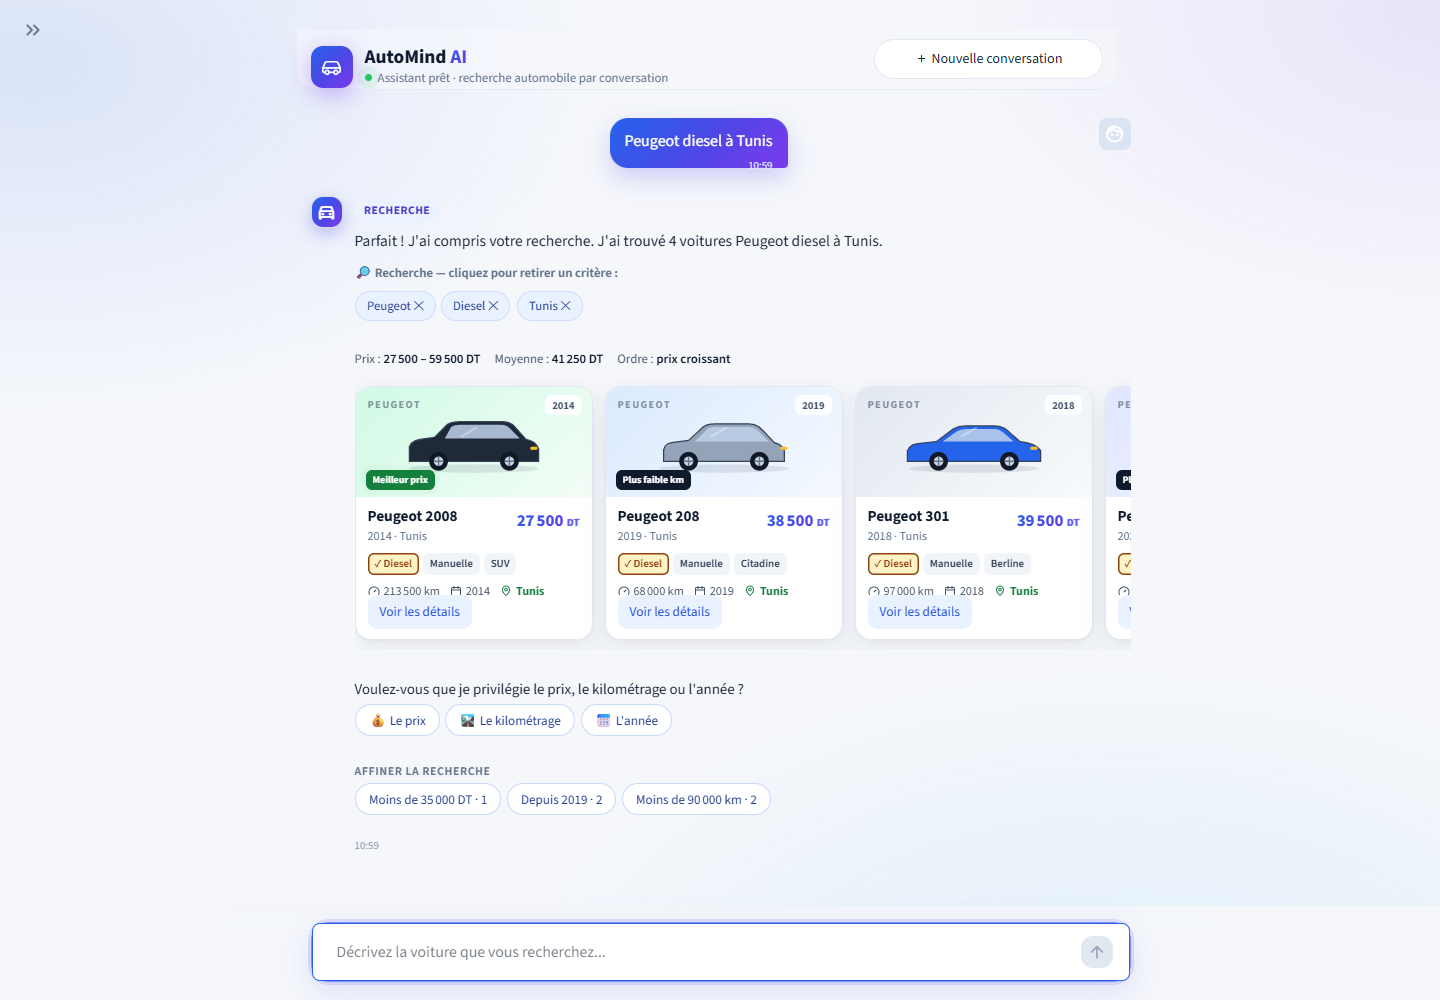 AutoMind AI
Assistant prêt · recherche automobile par conversation
+ Nouvelle conversation
Peugeot diesel à Tunis
10:59
RECHERCHE
Parfait ! J'ai compris votre recherche. J'ai trouvé 4 voitures Peugeot diesel à Tunis.
Recherche — cliquez pour retirer un critère :
Peugeot Diesel Tunis
Prix : 27 500 – 59 500 DT Moyenne : 41 250 DT Ordre : prix croissant
PEUGEOT 2014
Meilleur prix
Peugeot 2008 27 500 DT
2014 · Tunis
✓ Diesel Manuelle SUV
213 500 km 2014 Tunis
Voir les détails
PEUGEOT 2019
Plus faible km
Peugeot 208 38 500 DT
2019 · Tunis
✓ Diesel Manuelle Citadine
68 000 km 2019 Tunis
Voir les détails
PEUGEOT 2018
Peugeot 301 39 500 DT
2018 · Tunis
✓ Diesel Manuelle Berline
97 000 km 2018 Tunis
Voir les détails
Voulez-vous que je privilégie le prix, le kilométrage ou l'année ?
Le prix Le kilométrage L'année
AFFINER LA RECHERCHE
Moins de 35 000 DT · 1 Depuis 2019 · 2 Moins de 90 000 km · 2
10:59
Décrivez la voiture que vous recherchez...